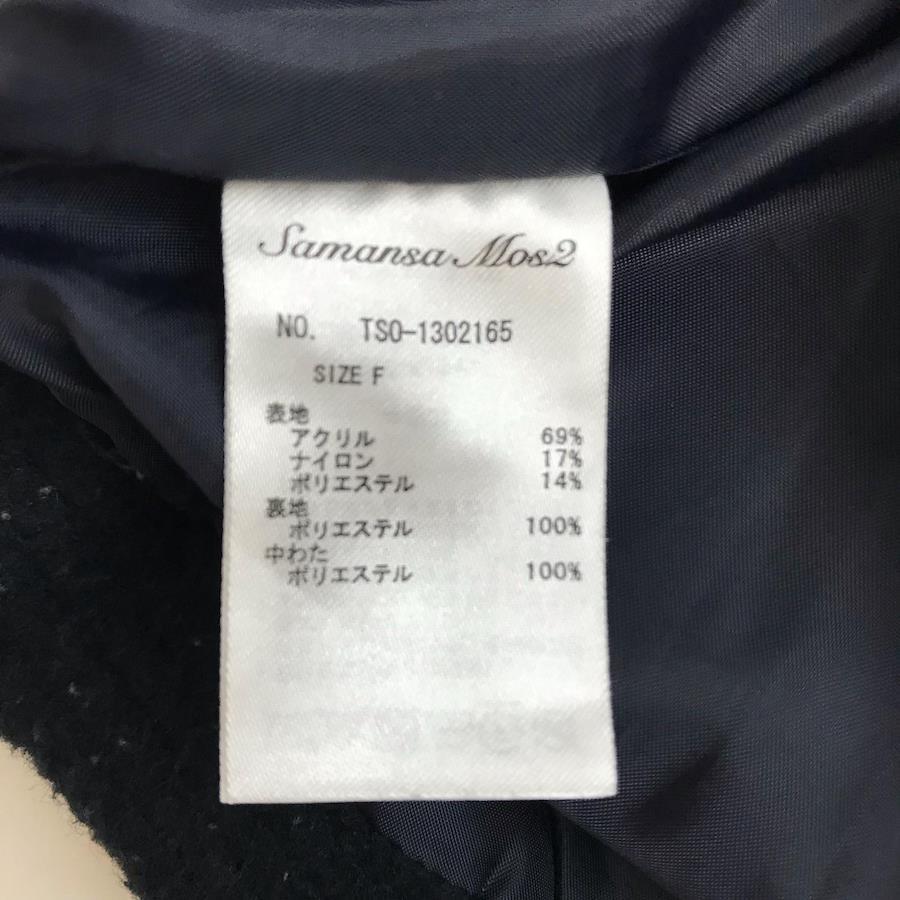 Samansa Mos2
NO. TSO-1302165
SIZE F
表地
アクリル 69%
ナイロン 17%
ポリエステル 14%
裏地
ポリエステル 100%
中わた
ポリエステル 100%